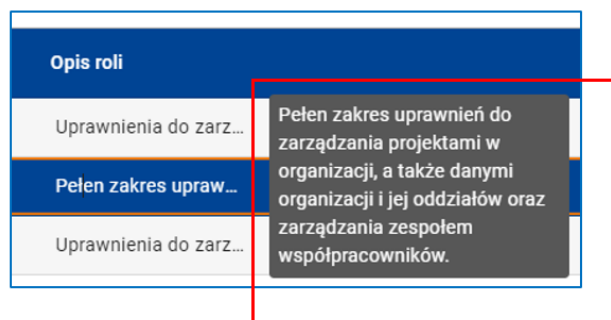 Opis roli
Uprawnienia do zarz...
Pełen zakres upraw...
Uprawnienia do zarz...
Pełen zakres uprawnień do
zarządzania projektami w
organizacji, a także danymi
organizacji i jej oddziałów oraz
zarządzania zespołem
współpracowników.